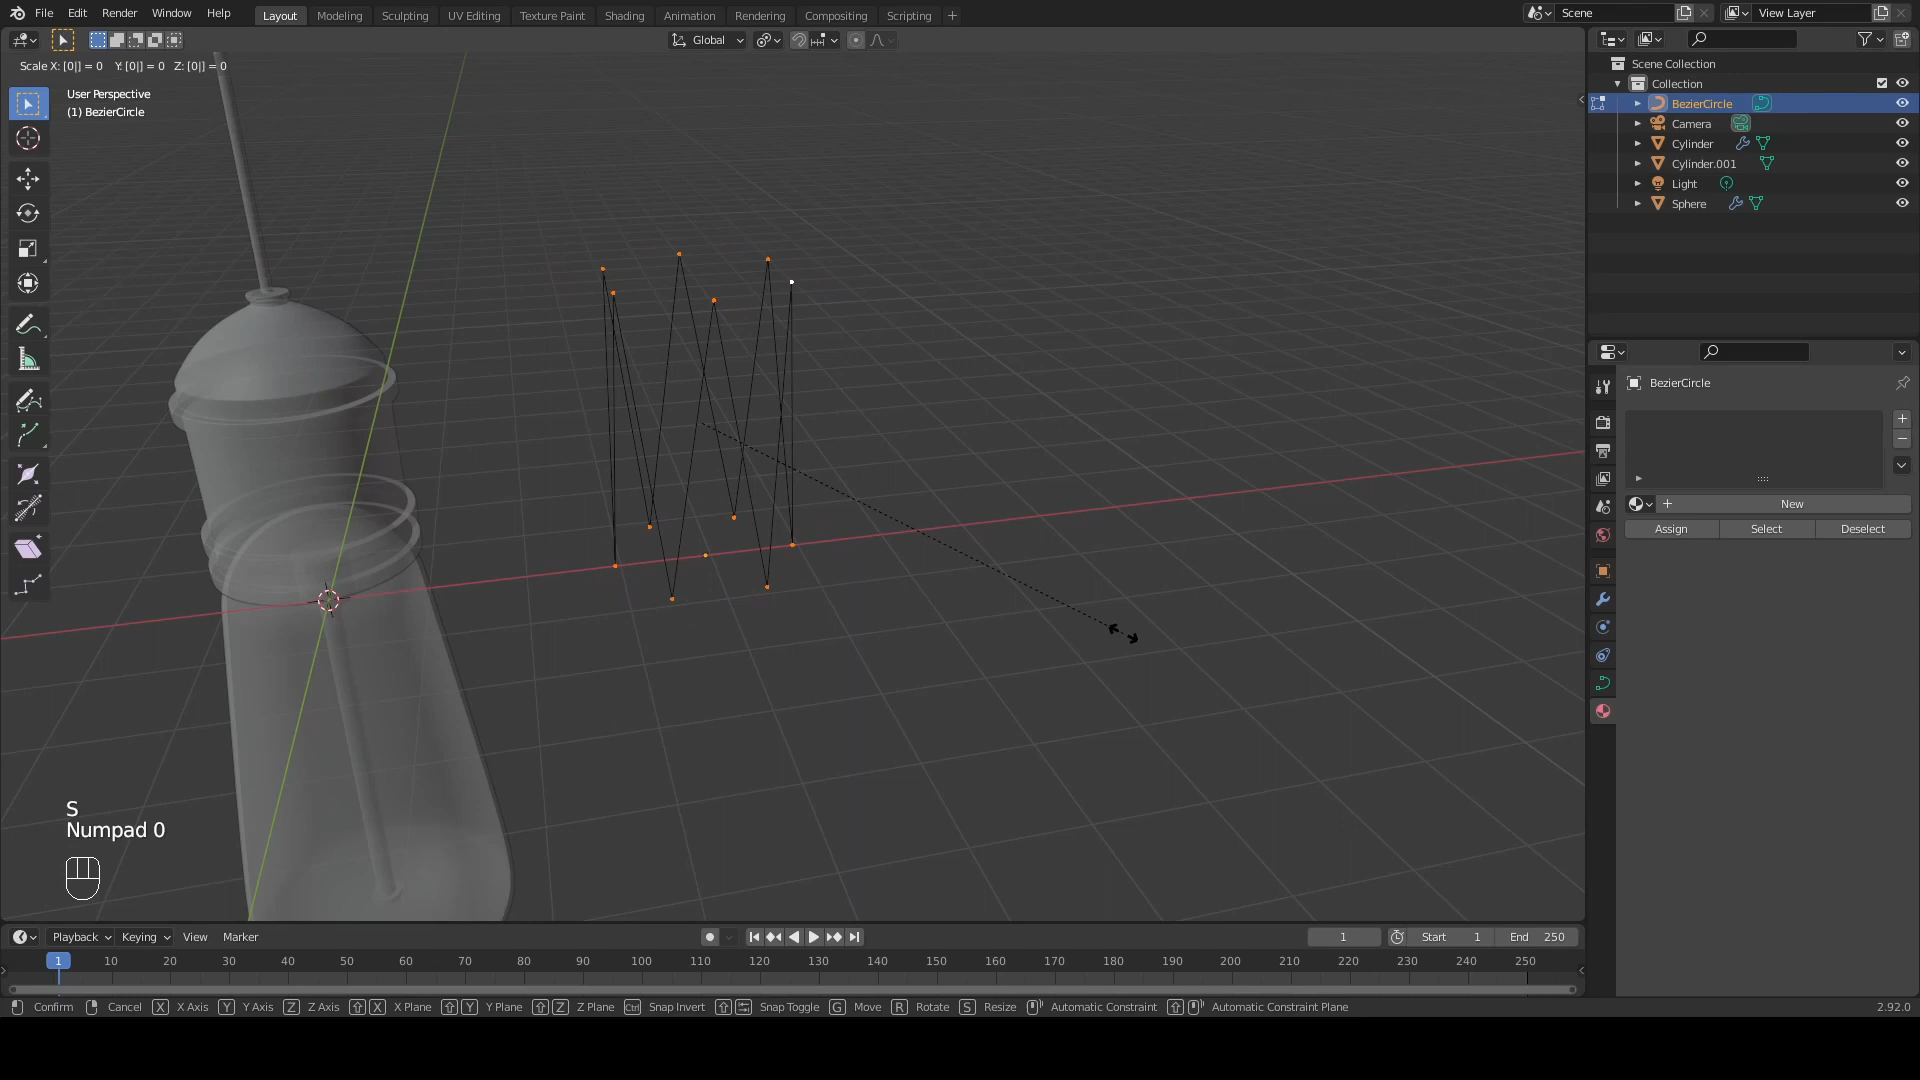 File Edit Render Window Help
Layout Modeling Sculpting UV Editing Texture Paint Shading Animation Rendering Compositing Scripting +
Scene View Layer
Global
Scale X: [0|] = 0 Y: [0|] = 0 Z: [0|] = 0
User Perspective
(1) BezierCircle
S
Numpad 0
Scene Collection
Collection
BezierCircle
Camera
Cylinder
Cylinder.001
Light
Sphere
BezierCircle
New
Assign Select Deselect
Playback Keying View Marker
1 Start 1 End 250
1 10 20 30 40 50 60 70 80 90 100 110 120 130 140 150 160 170 180 190 200 210 220 230 240 250
Confirm Cancel X X Axis Y Y Axis Z Z Axis X X Plane Y Y Plane Z Z Plane Ctrl Snap Invert Snap Toggle G Move R Rotate S Resize Automatic Constraint Automatic Constraint Plane 2.92.0